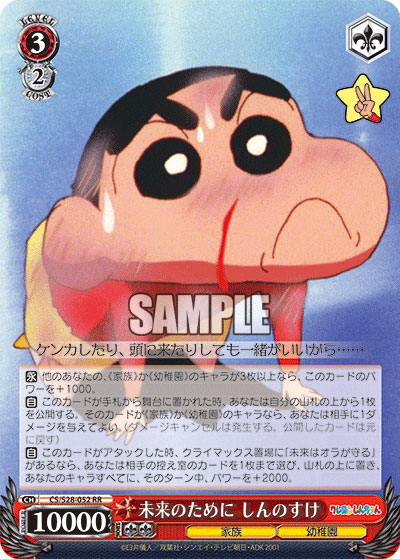 LEVEL
3
2
COST
SAMPLE
ケンカしたり、頭に来たりしても一緒がいいがら……
永 他のあなたの、《家族》か《幼稚園》のキャラが3枚以上なら、このカードのパ
ワーを+1000。
自 このカードが手札から舞台に置かれた時、あなたは自分の山札の上から1枚
を公開する。そのカードが《家族》か《幼稚園》のキャラなら、あなたは相手に1ダメ
ージを与えてよい。(ダメージキャンセルは発生する。公開したカードは元
に戻す)
自 このカードがアタックした時、クライマックス置場に「未来はオラが守る」が
あるなら、あなたは相手の控え室のカードを1枚まで選び、山札の上に置き、
あなたのキャラすべてに、そのターン中、パワーを+2000。
CH CS/S28-052 RR
10000
未来のために しんのすけ
クレヨンしんちゃん
家族
幼稚園
©臼井儀人/双葉社・シンエイ・テレビ朝日・ADK 2001